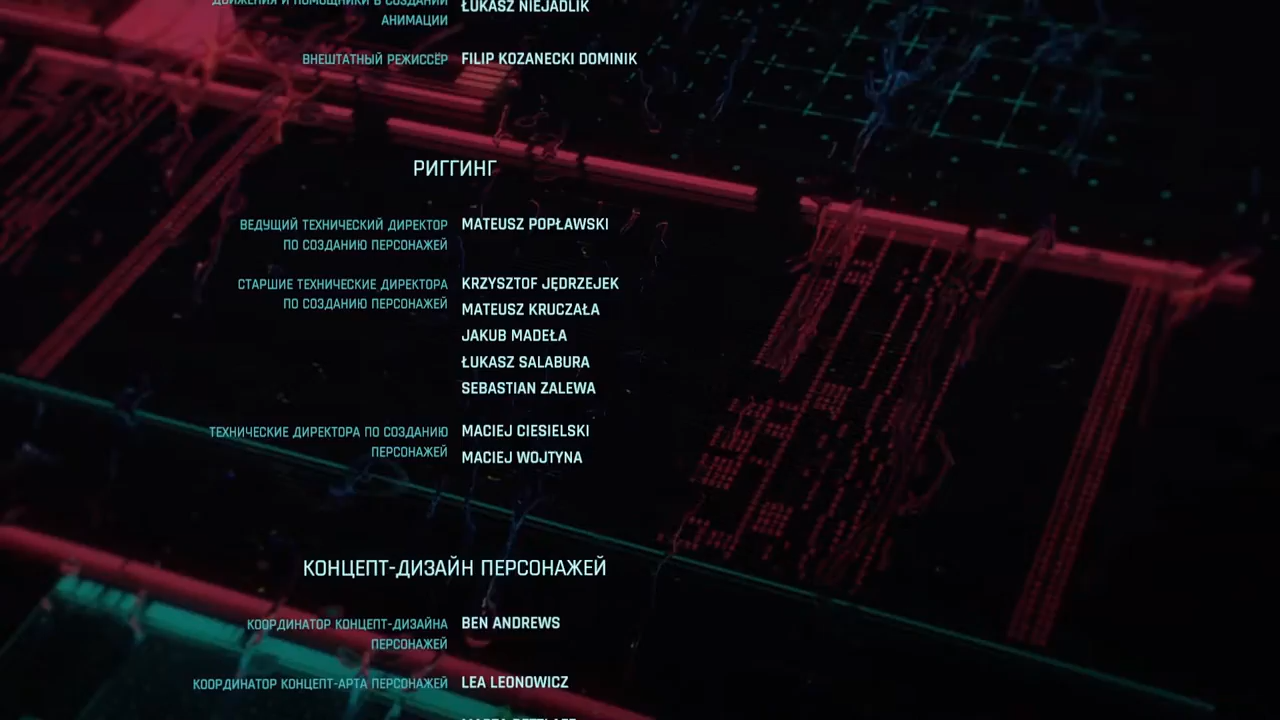 ДВИЖЕНИЯ И ПОМОЩНИКИ В СОЗДАНИИ
АНИМАЦИИ
ŁUKASZ NIEJADLIK
ВНЕШТАТНЫЙ РЕЖИССЁР
FILIP KOZANECKI DOMINIK
РИГГИНГ
ВЕДУЩИЙ ТЕХНИЧЕСКИЙ ДИРЕКТОР
ПО СОЗДАНИЮ ПЕРСОНАЖЕЙ
MATEUSZ POPŁAWSKI
СТАРШИЕ ТЕХНИЧЕСКИЕ ДИРЕКТОРА
ПО СОЗДАНИЮ ПЕРСОНАЖЕЙ
KRZYSZTOF JĘDRZEJEK
MATEUSZ KRUCZAŁA
JAKUB MADEŁA
ŁUKASZ SALABURA
SEBASTIAN ZALEWA
ТЕХНИЧЕСКИЕ ДИРЕКТОРА ПО СОЗДАНИЮ
ПЕРСОНАЖЕЙ
MACIEJ CIESIELSKI
MACIEJ WOJTYNA
КОНЦЕПТ-ДИЗАЙН ПЕРСОНАЖЕЙ
КООРДИНАТОР КОНЦЕПТ-ДИЗАЙНА
ПЕРСОНАЖЕЙ
BEN ANDREWS
КООРДИНАТОР КОНЦЕПТ-АРТА ПЕРСОНАЖЕЙ
LEA LEONOWICZ